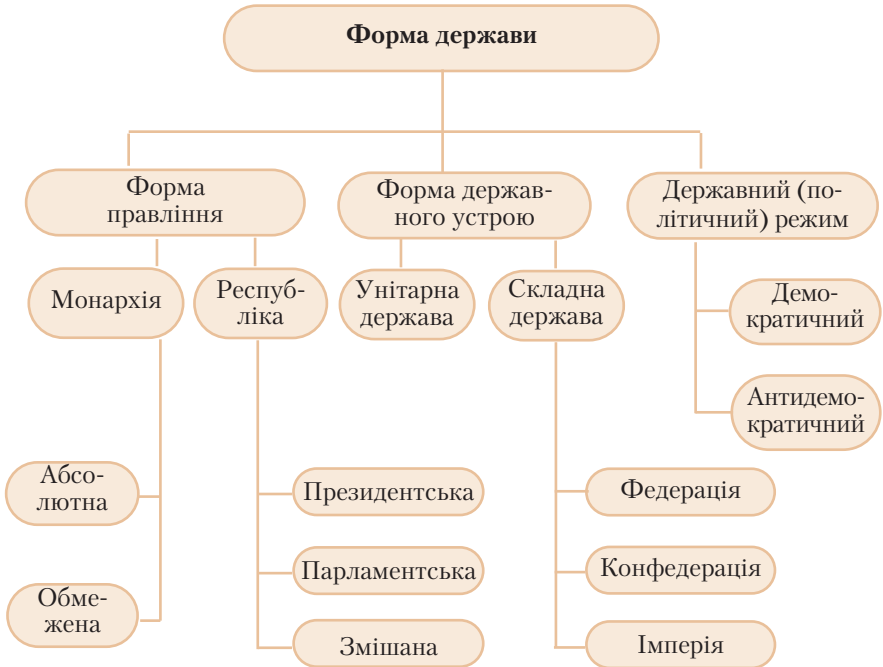 Форма держави
Форма
правління
Форма держав-
ного устрою
Державний (по-
літичний) режим
Монархія
Респуб-
ліка
Унітарна
держава
Складна
держава
Демо-
кратичний
Антидемо-
кратичний
Абсо-
лютна
Обме-
жена
Президентська
Парламентська
Змішана
Федерація
Конфедерація
Імперія